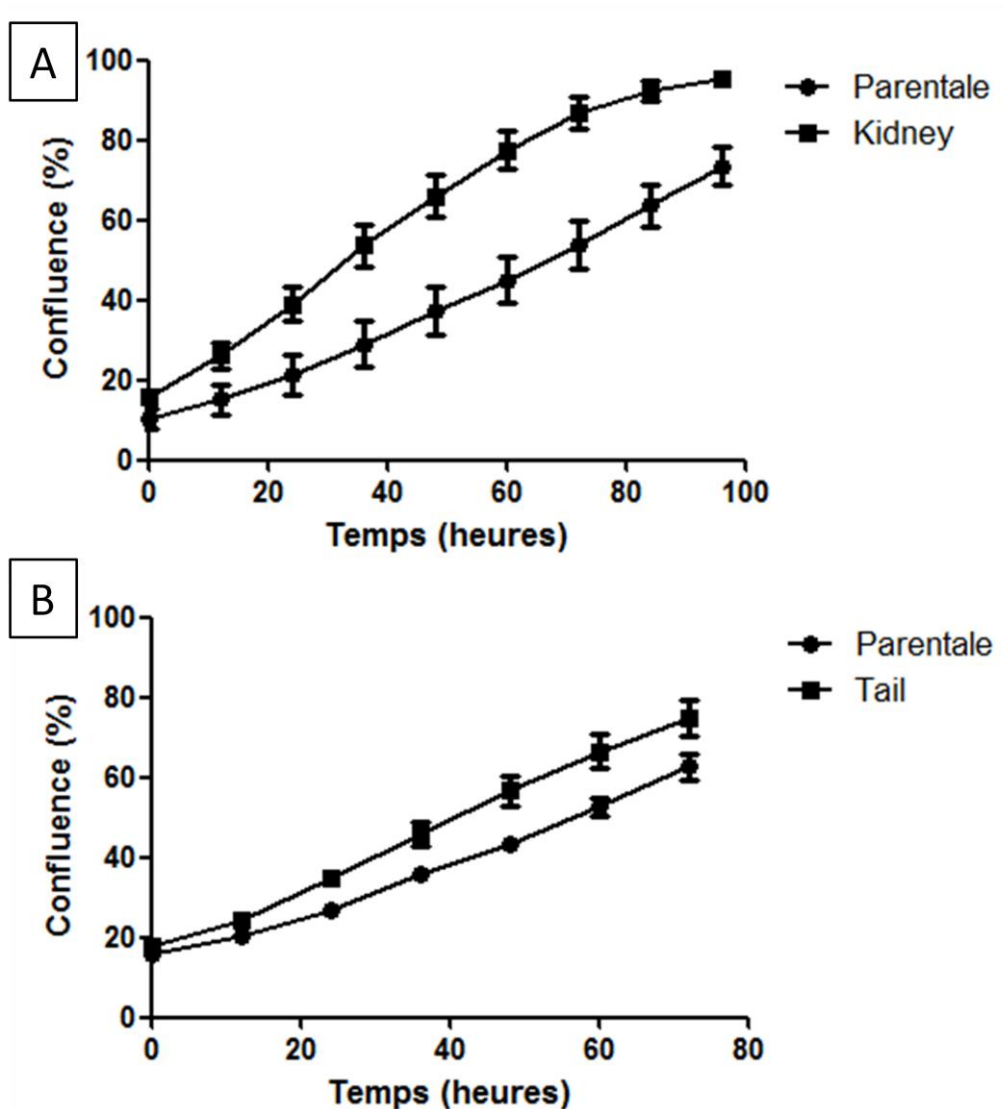 A
100
80
60
40
20
0
Confluence (%)
0 20 40 60 80 100
Temps (heures)
Parentale
Kidney
B
100
80
60
40
20
0
Confluence (%)
0 20 40 60 80
Temps (heures)
Parentale
Tail